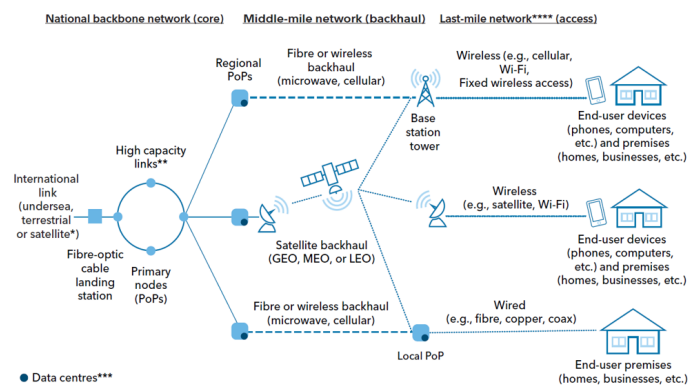 National backbone network (core)
Middle-mile network (backhaul)
Last-mile network**** (access)
Regional
PoPs
Fibre or wireless
backhaul
(microwave, cellular)
Wireless (e.g., cellular,
Wi-Fi,
Fixed wireless access)
Base
station
tower
End-user devices
(phones, computers,
etc.) and premises
(homes, businesses, etc.)
High capacity
links**
International
link
(undersea,
terrestrial
or satellite*)
Fibre-optic
cable
landing
station
Primary
nodes
(PoPs)
Satellite backhaul
(GEO, MEO, or LEO)
Wireless
(e.g., satellite, Wi-Fi)
End-user devices
(phones, computers,
etc.) and premises
(homes, businesses, etc.)
Fibre or wireless backhaul
(microwave, cellular)
Local PoP
Wired
(e.g., fibre, copper, coax)
End-user premises
(homes, businesses, etc.)
Data centres***